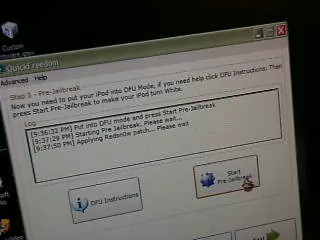 Custom
QuickFreedom
Advanced Help
Step 3 - Pre-Jailbreak
Now you need to put your iPod into DFU Mode, if you need help click DFU Instructions. Then
press Start Pre-Jailbreak to make your iPod turn White.
Log
[9:36:32 PM] Put into DFU mode and press Start Pre-Jailbreak
[9:37:29 PM] Starting Pre Jailbreak, Please wait...
[9:37:50 PM] Applying Redsn0w patch... Please wait
DFU Instructions
Start
Pre-Jailbreak